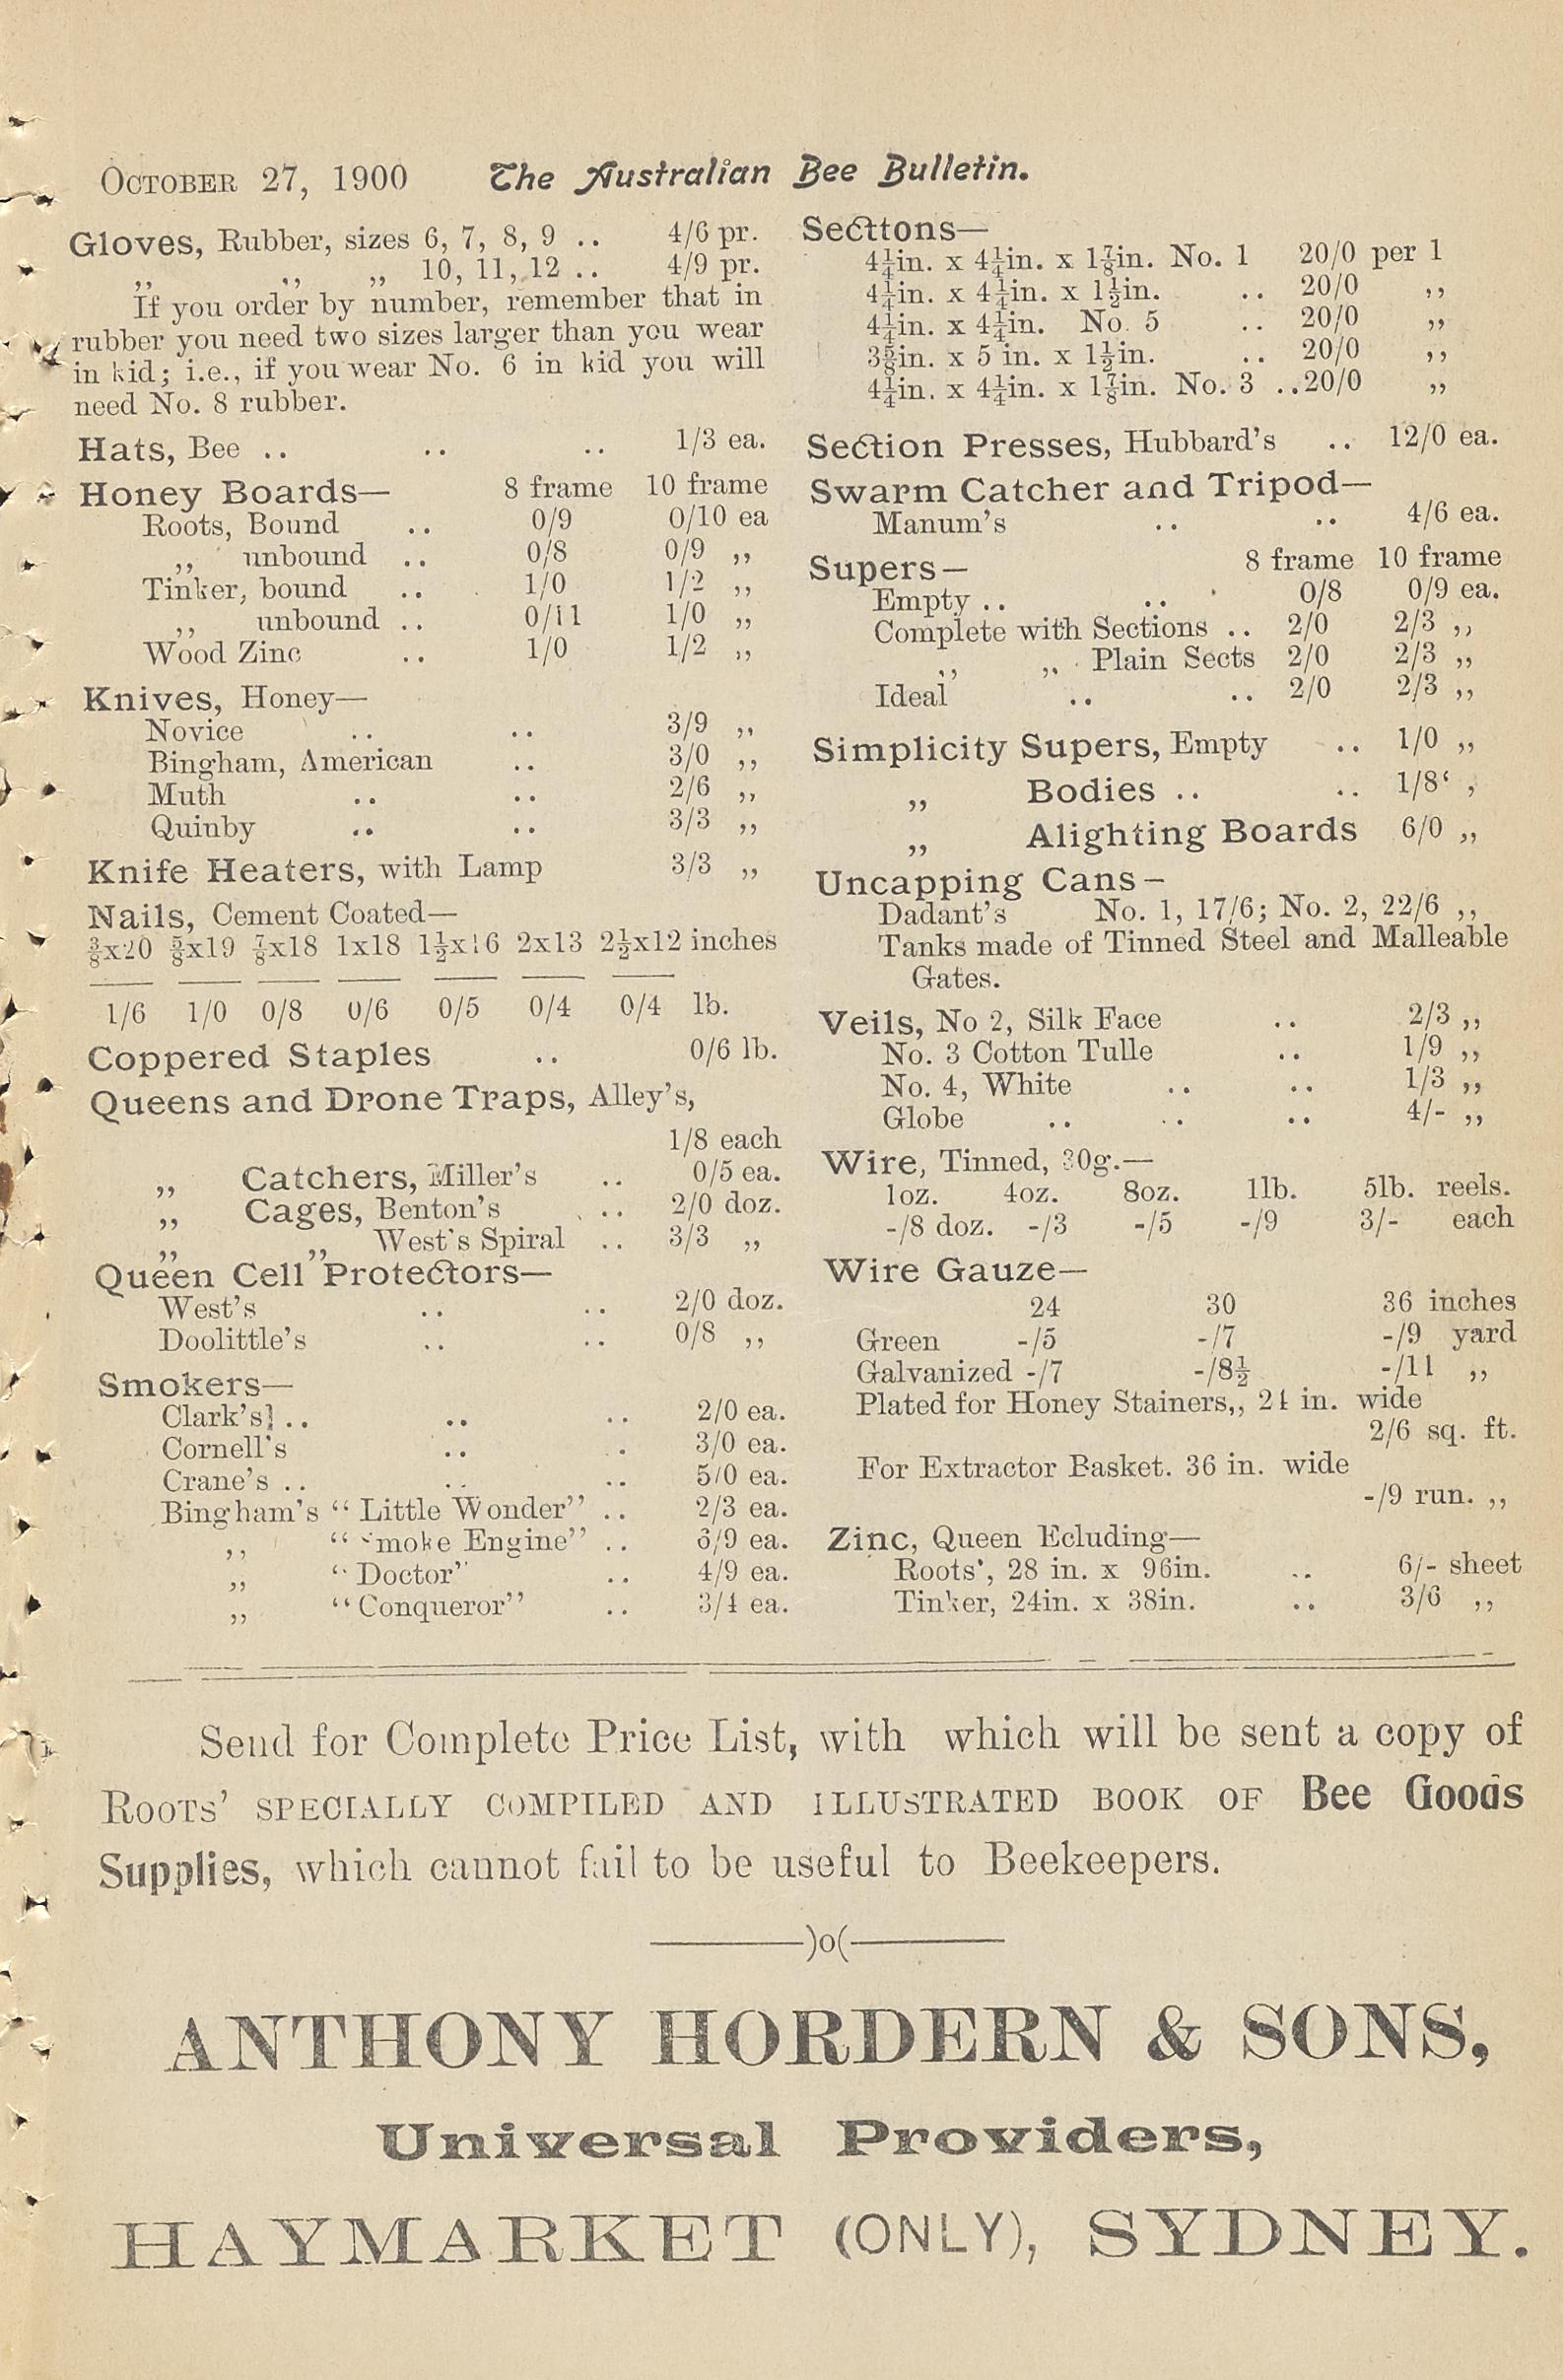 OCTOBER 27, 1900 The Australian Bee Bulletin.
Gloves, Rubber, sizes 6, 7, 8, 9 .. 4/6 pr.
,, ,, ,, 10, 11, 12 .. 4/9 pr.
If you order by number, remember that in
rubber you need two sizes larger than you wear
in kid; i.e., if you wear No. 6 in kid you will
need No. 8 rubber.
Hats, Bee .. .. .. 1/3 ea.
Honey Boards— 8 frame 10 frame
Roots, Bound .. 0/9 0/10 ea
,, unbound .. 0/8 0/9 ,,
Tinker, bound .. 1/0 1/2 ,,
,, unbound .. 0/11 1/0 ,,
Wood Zinc .. 1/0 1/2 ,,
Knives, Honey—
Novice .. .. 3/9 ,,
Bingham, American .. 3/0 ,,
Muth .. .. 2/6 ,,
Quinby .. .. 3/3 ,,
Knife Heaters, with Lamp 3/3 ,,
Nails, Cement Coated—
⅜x20 ⅝x19 ⅞x18 1x18 1½x16 2x13 2½x12 inches
1/6 1/0 0/8 0/6 0/5 0/4 0/4 lb.
Coppered Staples .. 0/6 lb.
Queens and Drone Traps, Alley's,
1/8 each
,, Catchers, Miller's .. 0/5 ea.
,, Cages, Benton's .. 2/0 doz.
,, ,, West's Spiral .. 3/3 ,,
Queen Cell Protectors—
West's .. .. 2/0 doz.
Doolittle's .. .. 0/8 ,,
Smokers—
Clark's] .. .. .. 2/0 ea.
Cornell's .. . 3/0 ea.
Crane's .. .. .. 5/0 ea.
Bingham's "Little Wonder" .. 2/3 ea.
,, "Smoke Engine" .. ea.
,, "Doctor" .. 4/9 ea.
,, "Conqueror" .. ea.
Secttons—
4¼in. x 4¼in. x 1⅞in. No. 1 20/0 per 1
4¼in. x 4¼in. x 1½in. .. 20/0 ,,
4¼in. x 4¼in. No. 5 .. 20/0 ,,
3⅝in. x 5 in. x 1½in. .. 20/0 ,,
4¼in. x 4¼in. x 1⅞in. No. 3 ..20/0 ,,
Section Presses, Hubbard's .. 12/0 ea.
Swarm Catcher and Tripod—
Manum's .. .. 4/6 ea.
Supers— 8 frame 10 frame
Empty .. .. 0/8 0/9 ea.
Complete with Sections .. 2/0 2/3 ,,
,, ,, Plain Sects 2/0 2/3 ,,
Ideal .. .. 2/0 2/3 ,,
Simplicity Supers, Empty .. 1/0 ,,
,, Bodies .. .. 1/8' ,
,, Alighting Boards 6/0 ,,
Uncapping Cans—
Dadant's No. 1, 17/6; No. 2, 22/6 ,,
Tanks made of Tinned Steel and Malleable
Gates.
Veils, No 2, Silk Face .. 2/3 ,,
No. 3 Cotton Tulle .. 1/9 ,,
No. 4, White .. .. 1/3 ,,
Globe .. .. .. 4/- ,,
Wire, Tinned, 30g.—
1oz. 4oz. 8oz. 1lb. 5lb. reels.
-/8 doz. -/3 -/5 -/9 3/- each
Wire Gauze—
24 30 36 inches
Green -/5 -/7 -/9 yard
Galvanized -/7 -/8½ -/11 ,,
Plated for Honey Stainers,, 24 in. wide
2/6 sq. ft.
For Extractor Basket. 36 in. wide
-/9 run. ,,
Zinc, Queen Ecluding—
Roots', 28 in. x 96in. .. 6/- sheet
Tinker, 24in. x 38in. .. 3/6 ,,
Send for Complete Price List, with which will be sent a copy of
ROOTS' SPECIALLY COMPILED AND ILLUSTRATED BOOK OF Bee Goods
Supplies, which cannot fail to be useful to Beekeepers.
)o(
ANTHONY HORDERN & SONS,
Universal Providers,
HAYMARKET (ONLY), SYDNEY.